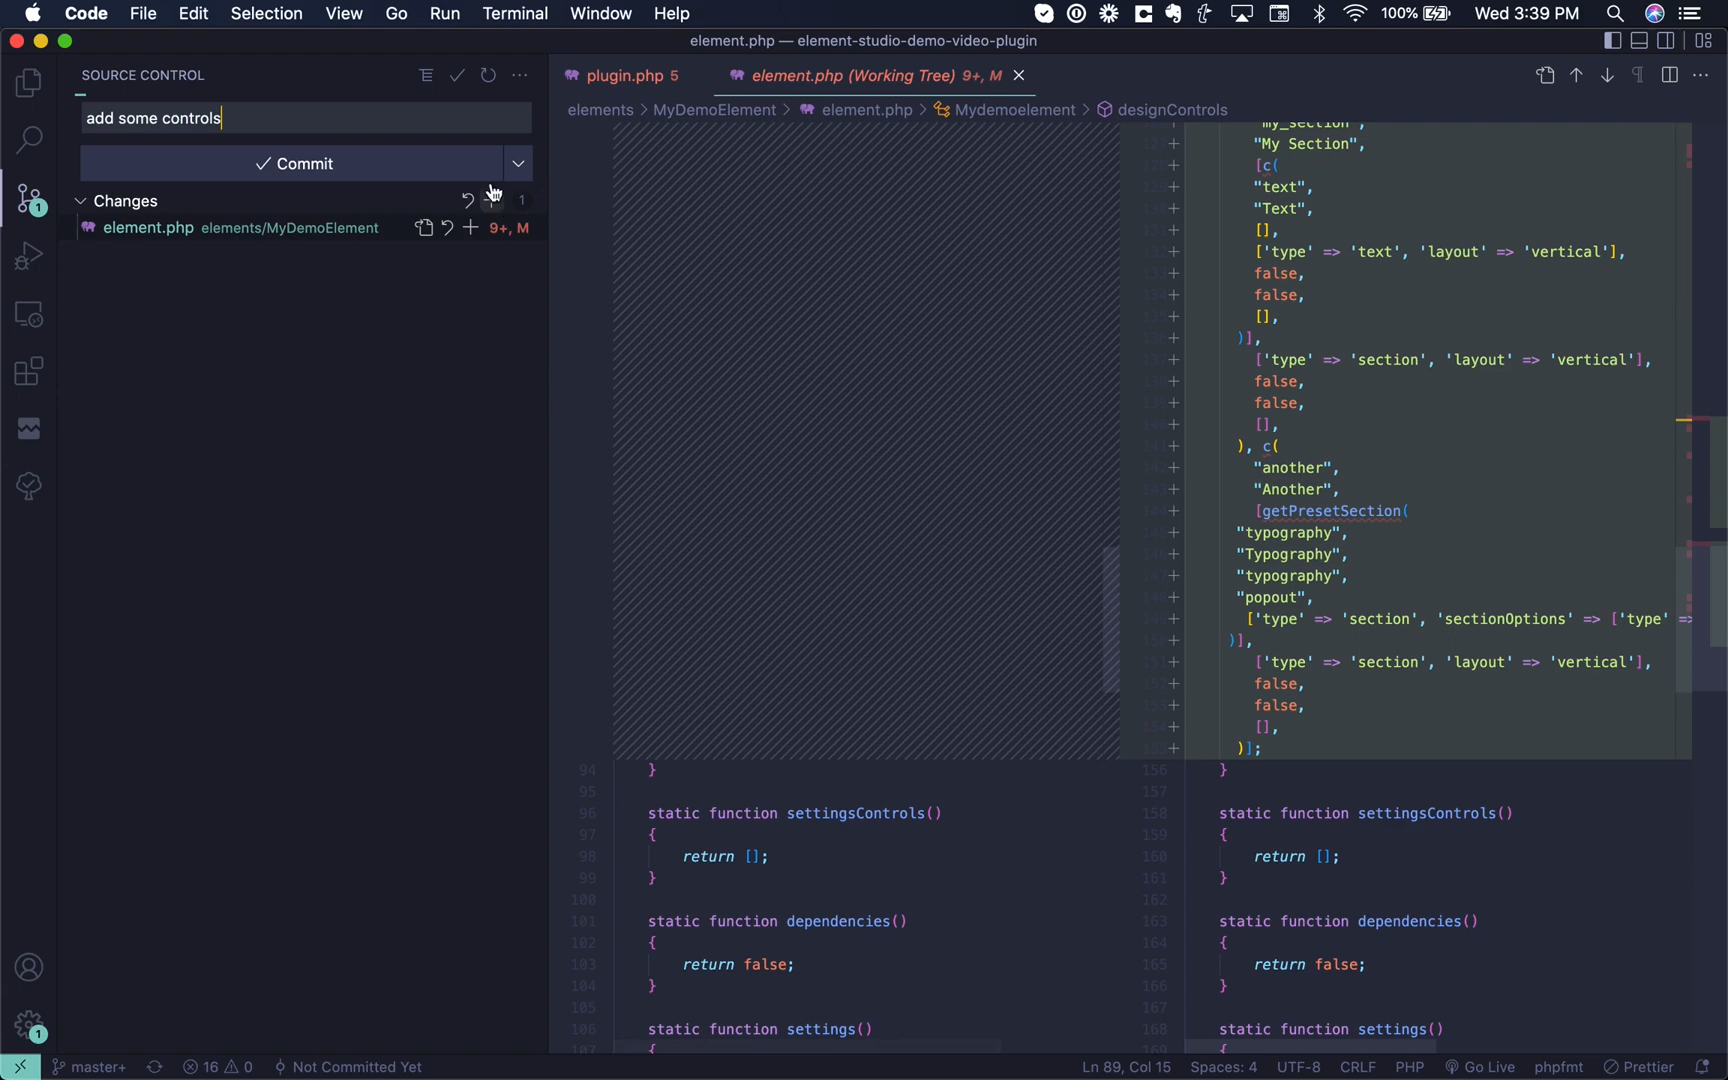 Code File Edit Selection View Go Run Terminal Window Help 100% Wed 3:39 PM
element.php — element-studio-demo-video-plugin
SOURCE CONTROL
plugin.php 5 element.php (Working Tree) 9+, M
elements > MyDemoElement > element.php > Mydemoelement > designControls
add some controls
Commit
Changes 1
element.php elements/MyDemoElement 9+, M
1
"my_section",
"My Section",
[c(
"text",
"Text",
[],
['type' => 'text', 'layout' => 'vertical'],
false,
false,
[],
)],
['type' => 'section', 'layout' => 'vertical'],
false,
false,
[],
), c(
"another",
"Another",
[getPresetSection(
"typography",
"Typography",
"typography",
"popout",
['type' => 'section', 'sectionOptions' => ['type' =>
)],
['type' => 'section', 'layout' => 'vertical'],
false,
false,
[],
)];
94 }
95
96 static function settingsControls()
97 {
98 return [];
99 }
100
101 static function dependencies()
102 {
103 return false;
104 }
105
106 static function settings()
107 {
156 }
157
158 static function settingsControls()
159 {
160 return [];
161 }
162
163 static function dependencies()
164 {
165 return false;
166 }
167
168 static function settings()
169 {
1
master+ 16 0 Not Committed Yet Ln 89, Col 15 Spaces: 4 UTF-8 CRLF PHP Go Live phpfmt Prettier